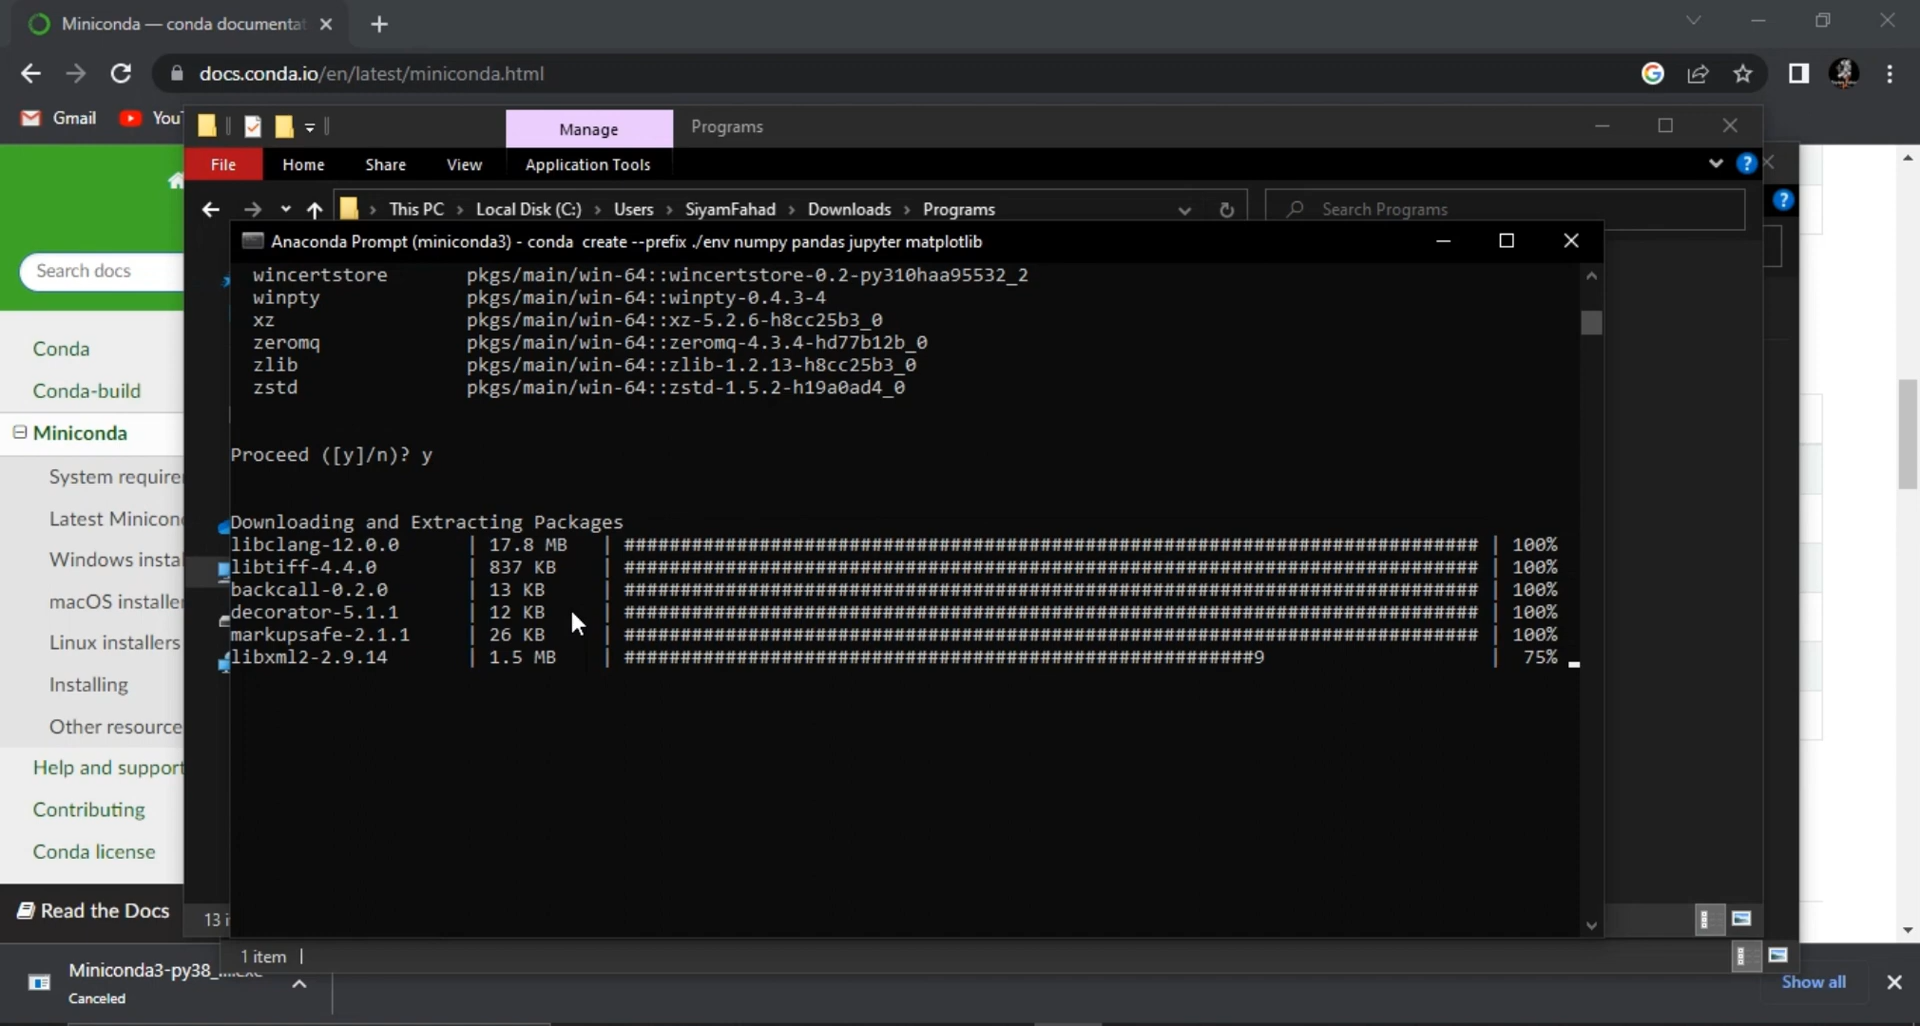 Miniconda — conda documentat
docs.conda.io/en/latest/miniconda.html
Gmail
You
Manage
Programs
File
Home
Share
View
Application Tools
This PC > Local Disk (C:) > Users > SiyamFahad > Downloads > Programs
Search Programs
Anaconda Prompt (miniconda3) - conda create --prefix ./env numpy pandas jupyter matplotlib
wincertstore pkgs/main/win-64::wincertstore-0.2-py310haa95532_2
winpty pkgs/main/win-64::winpty-0.4.3-4
xz pkgs/main/win-64::xz-5.2.6-h8cc25b3_0
zeromq pkgs/main/win-64::zeromq-4.3.4-hd77b12b_0
zlib pkgs/main/win-64::zlib-1.2.13-h8cc25b3_0
zstd pkgs/main/win-64::zstd-1.5.2-h19a0ad4_0
Proceed ([y]/n)? y
Downloading and Extracting Packages
libclang-12.0.0 | 17.8 MB | ############################################################################ | 100%
libtiff-4.4.0 | 837 KB | ############################################################################ | 100%
backcall-0.2.0 | 13 KB | ############################################################################ | 100%
decorator-5.1.1 | 12 KB | ############################################################################ | 100%
markupsafe-2.1.1 | 26 KB | ############################################################################ | 100%
libxml2-2.9.14 | 1.5 MB | ########################################################9 | 75%
Search docs
Conda
Conda-build
Miniconda
System require
Latest Minicon
Windows insta
macOS installe
Linux installers
Installing
Other resource
Help and support
Contributing
Conda license
Read the Docs
13 i
1 item
Miniconda3-py38_....exe
Canceled
Show all